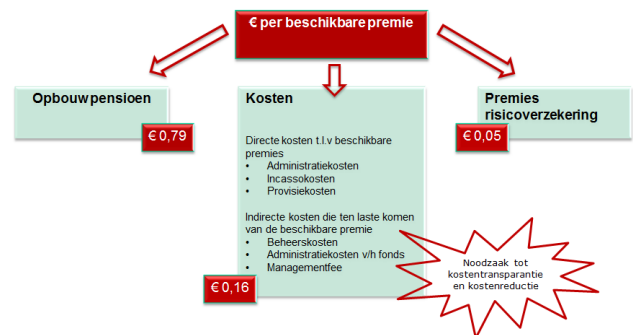 € per beschikbare premie
Opbouw pensioen
€ 0,79
Kosten
Directe kosten t.l.v beschikbare
premies
• Administratiekosten
• Incassokosten
• Provisiekosten
Indirecte kosten die ten laste komen
van de beschikbare premie
• Beheerskosten
• Administratiekosten v/h fonds
• Managementfee
€ 0,16
Premies
risicoverzekering
€ 0,05
Noodzaak tot
kostentransparantie
en kostenreductie